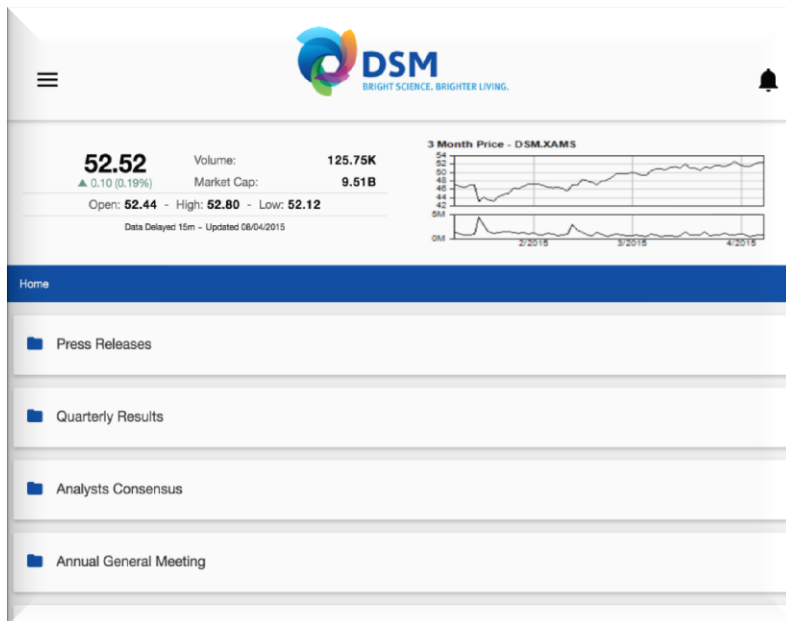 DSM
BRIGHT SCIENCE. BRIGHTER LIVING.
52.52
▲ 0.10 (0.19%)
Volume: 125.75K
Market Cap: 9.51B
Open: 52.44 - High: 52.80 - Low: 52.12
Data Delayed 15m - Updated 08/04/2015
3 Month Price - DSM.XAMS
54
52
50
48
46
44
42
5M
0M
2/2015 3/2015 4/2015
Home
Press Releases
Quarterly Results
Analysts Consensus
Annual General Meeting